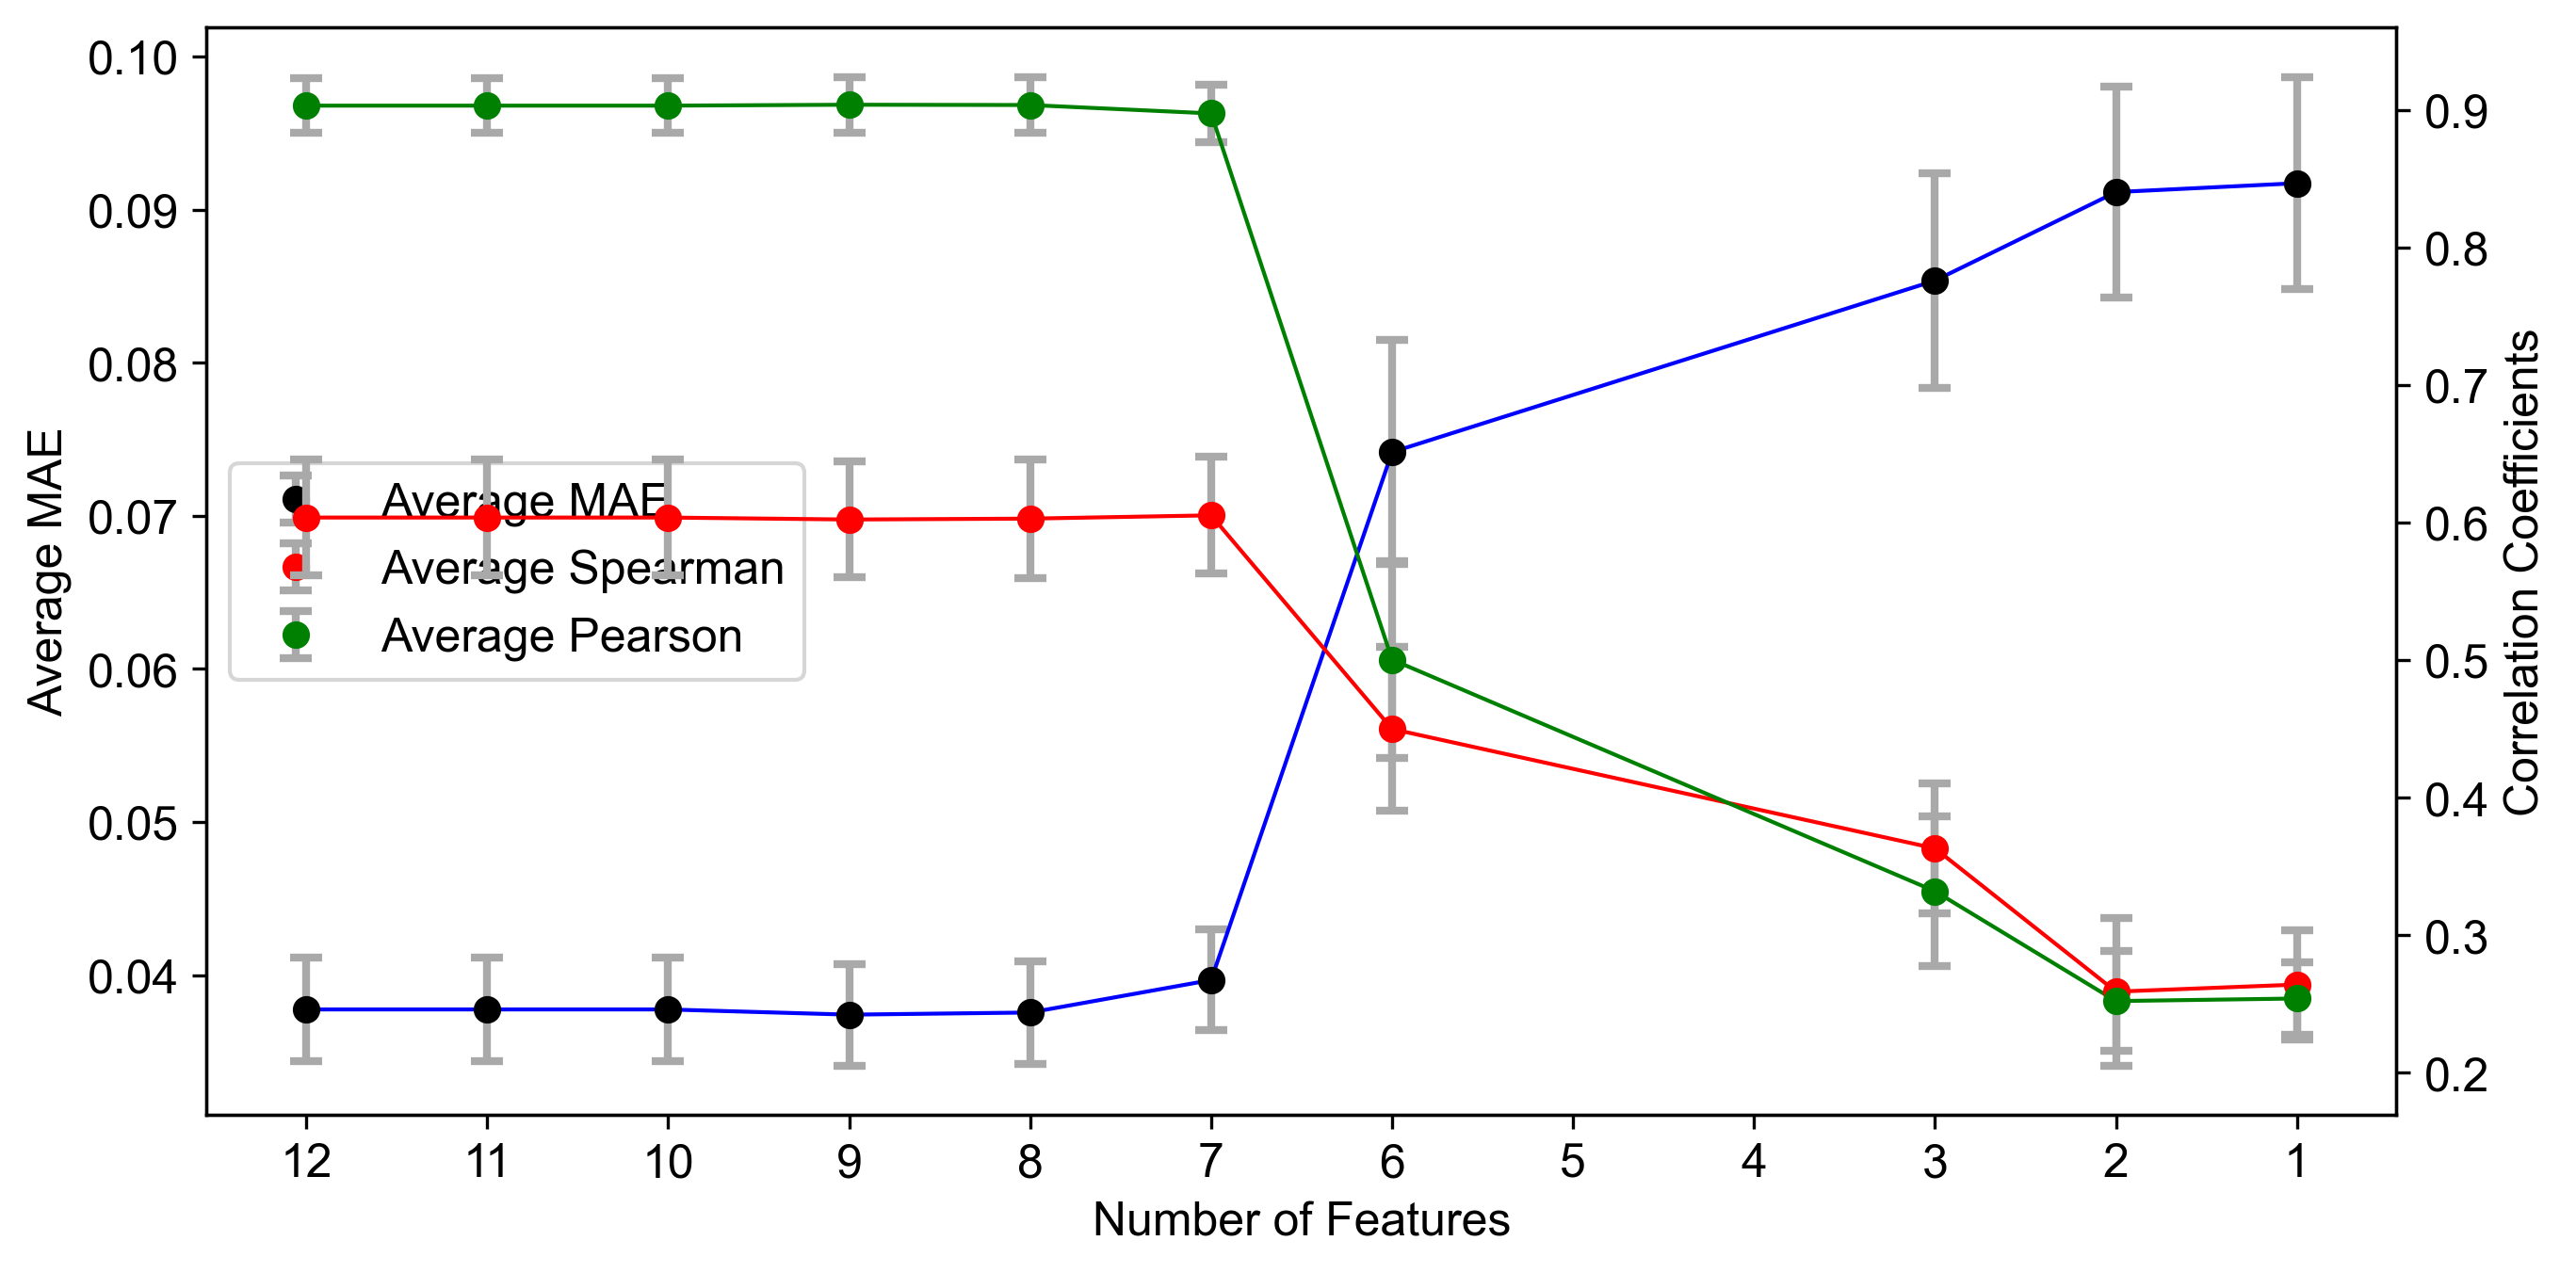 0.10
0.09
0.08
0.07
0.06
0.05
0.04
Average MAE
Average MAE
Average Spearman
Average Pearson
0.9
0.8
0.7
0.6
0.5
0.4
0.3
0.2
Correlation Coefficients
12 11 10 9 8 7 6 5 4 3 2 1
Number of Features